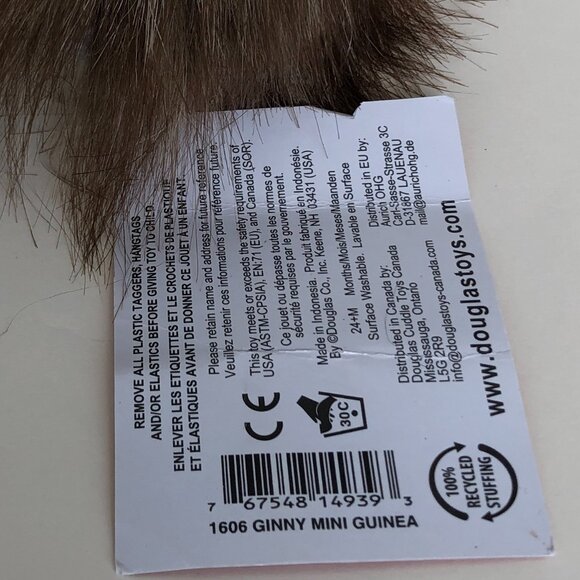 REMOVE ALL PLASTIC TAGGERS, HANGTAGS
AND/OR ELASTICS BEFORE GIVING TOY TO CHILD.
ENLEVER LES ETIQUETTES ET LE CROCHETS DE PLASTIC ET
ET ÉLASTIQUES AVANT DE DONNER CE JOUET À UN ENFANT.
Please retain name and address for future reference.
Veuillez retenir ces informations pour référence future.
This toy meets or exceeds the safety requirements of
USA (ASTM-CPSIA), EN-71 (EU), and Canada (SOR).
Ce jouet ou dépasse toutes les normes de
sécurité requises par le gouvernement.
Made in Indonesia. Produit fabriqué en Indonésie.
By ©Douglas Co., Inc. Keene, NH 03431 (USA)
24+M Months/Mois/Meses/Maanden
Surface Washable. Lavable en Surface
Distributed in Canada by:
Douglas Cuddle Toys Canada
Mississauga, Ontario
L5G 2R9
info@douglastoys-canada.com
Distributed in EU by:
Aurich OHG
Carl-Sasse-Strasse 3C
D-31867 LAUENAU
mail@aurichohg.de
www.douglastoys.com
CE
30C
7 67548 14939 3
1606 GINNY MINI GUINEA
100%
RECYCLED
STUFFING